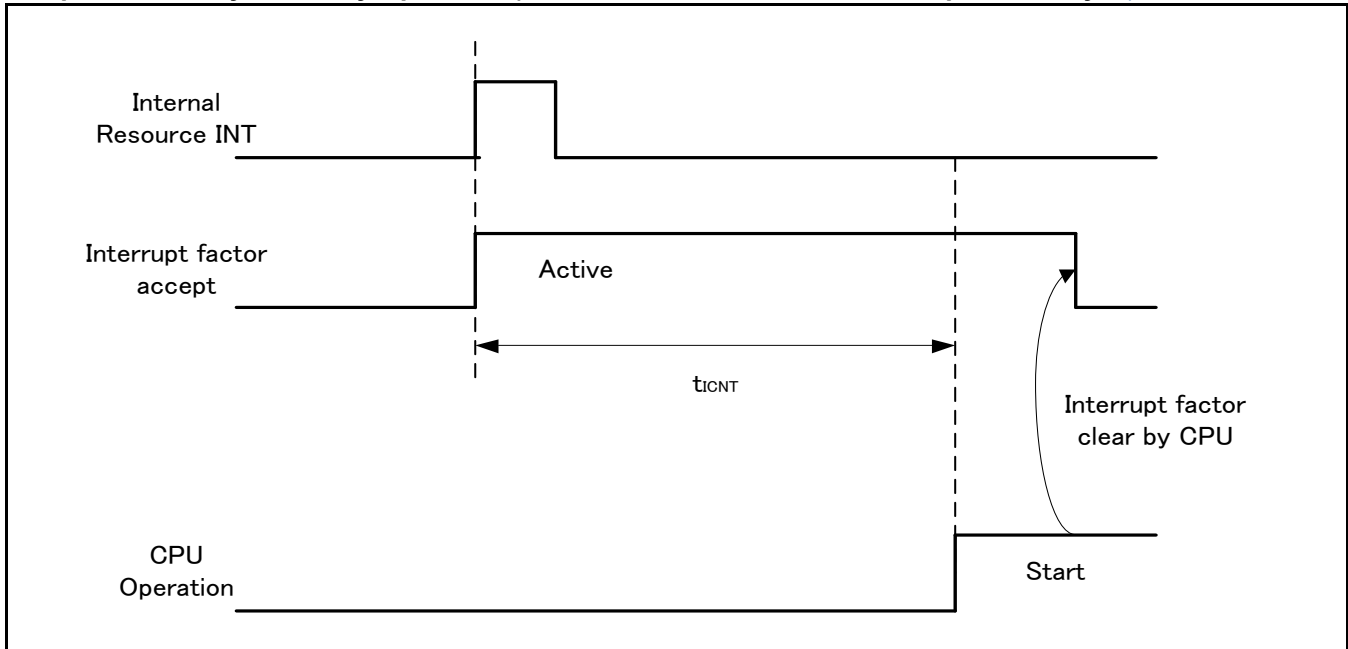 Internal
Resource INT
Interrupt factor
accept
Active
tICNT
Interrupt factor
clear by CPU
CPU
Operation
Start